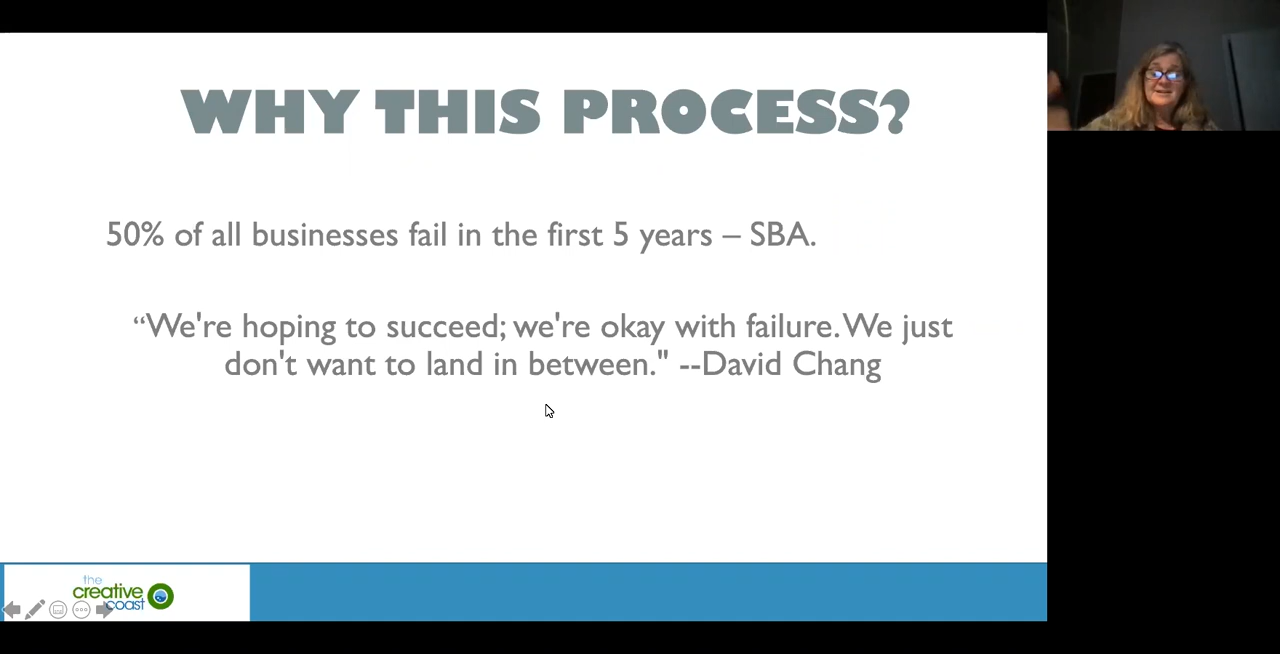 WHY THIS PROCESS?
50% of all businesses fail in the first 5 years – SBA.
“We're hoping to succeed; we're okay with failure. We just
don't want to land in between." --David Chang
the
creative
coast